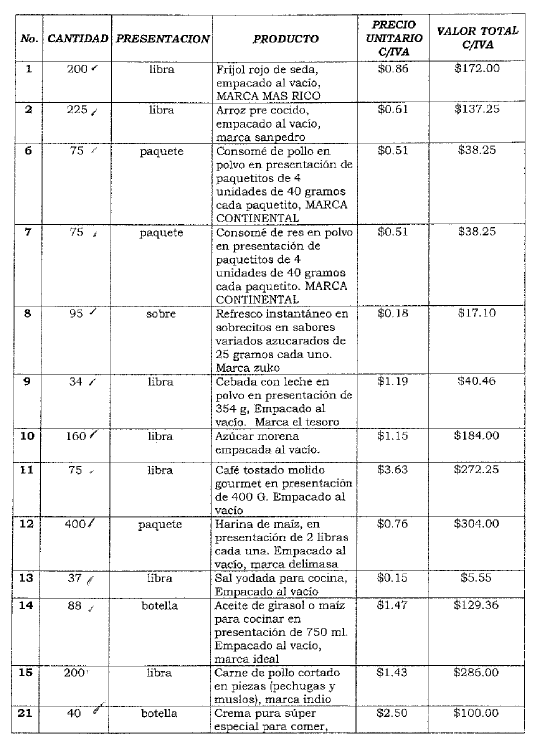 No. CANTIDAD PRESENTACION PRODUCTO PRECIO UNITARIO C/IVA VALOR TOTAL C/IVA
1 200 libra Frijol rojo de seda, $0.86 $172.00
empacado al vacío,
MARCA MAS RICO
2 225 libra Arroz pre cocido, $0.61 $137.25
empacado al vacío,
marca sanpedro
6 75 paquete Consomé de pollo en $0.51 $38.25
polvo en presentación de
paquetitos de 4
unidades de 40 gramos
cada paquetito, MARCA
CONTINENTAL
7 75 paquete Consomé de res en polvo $0.51 $38.25
en presentación de
paquetitos de 4
unidades de 40 gramos
cada paquetito. MARCA
CONTINENTAL
8 95 sobre Refresco instantáneo en $0.18 $17.10
sobrecitos en sabores
variados azucarados de
25 gramos cada uno.
Marca zuko
9 34 libra Cebada con leche en $1.19 $40.46
polvo en presentación de
354 g, Empacado al
vacío. Marca el tesoro
10 160 libra Azúcar morena $1.15 $184.00
empacada al vacío.
11 75 libra Café tostado molido $3.63 $272.25
gourmet en presentación
de 400 G. Empacado al
vacío
12 400 paquete Harina de maíz, en $0.76 $304.00
presentación de 2 libras
cada una. Empacado al
vacío, marca delimasa
13 37 libra Sal yodada para cocina, $0.15 $5.55
Empacado al vacío
14 88 botella Aceite de girasol o maíz $1.47 $129.36
para cocinar en
presentación de 750 ml.
Empacado al vacío,
marca ideal
15 200 libra Carne de pollo cortado $1.43 $286.00
en piezas (pechugas y
muslos), marca indio
21 40 botella Crema pura súper $2.50 $100.00
especial para comer,